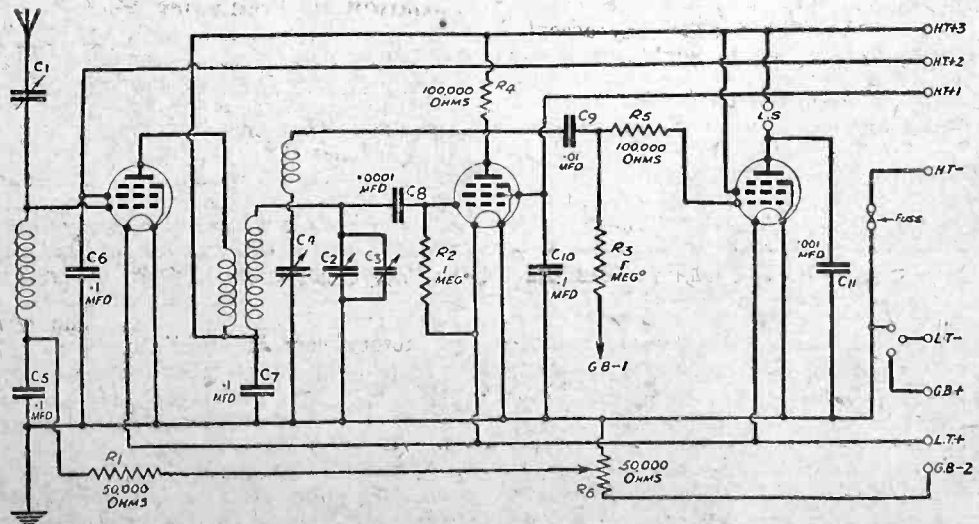 HT+3
HT+2
HT+1
C1
R4
100,000
OHMS
C9
.01
MFD
R5
100,000
OHMS
L.S
HT-
FUSE
.0001
MFD
C8
C6
.1
MFD
C4
C2
C3
R2
1
MEGº
C10
.1
MFD
R3
1
MEGº
GB-1
.001
MFD
C11
LT-
GB+
C5
.1
MFD
C7
.1
MFD
L.T.+
GB-2
R1
50,000
OHMS
50,000
OHMS
R6